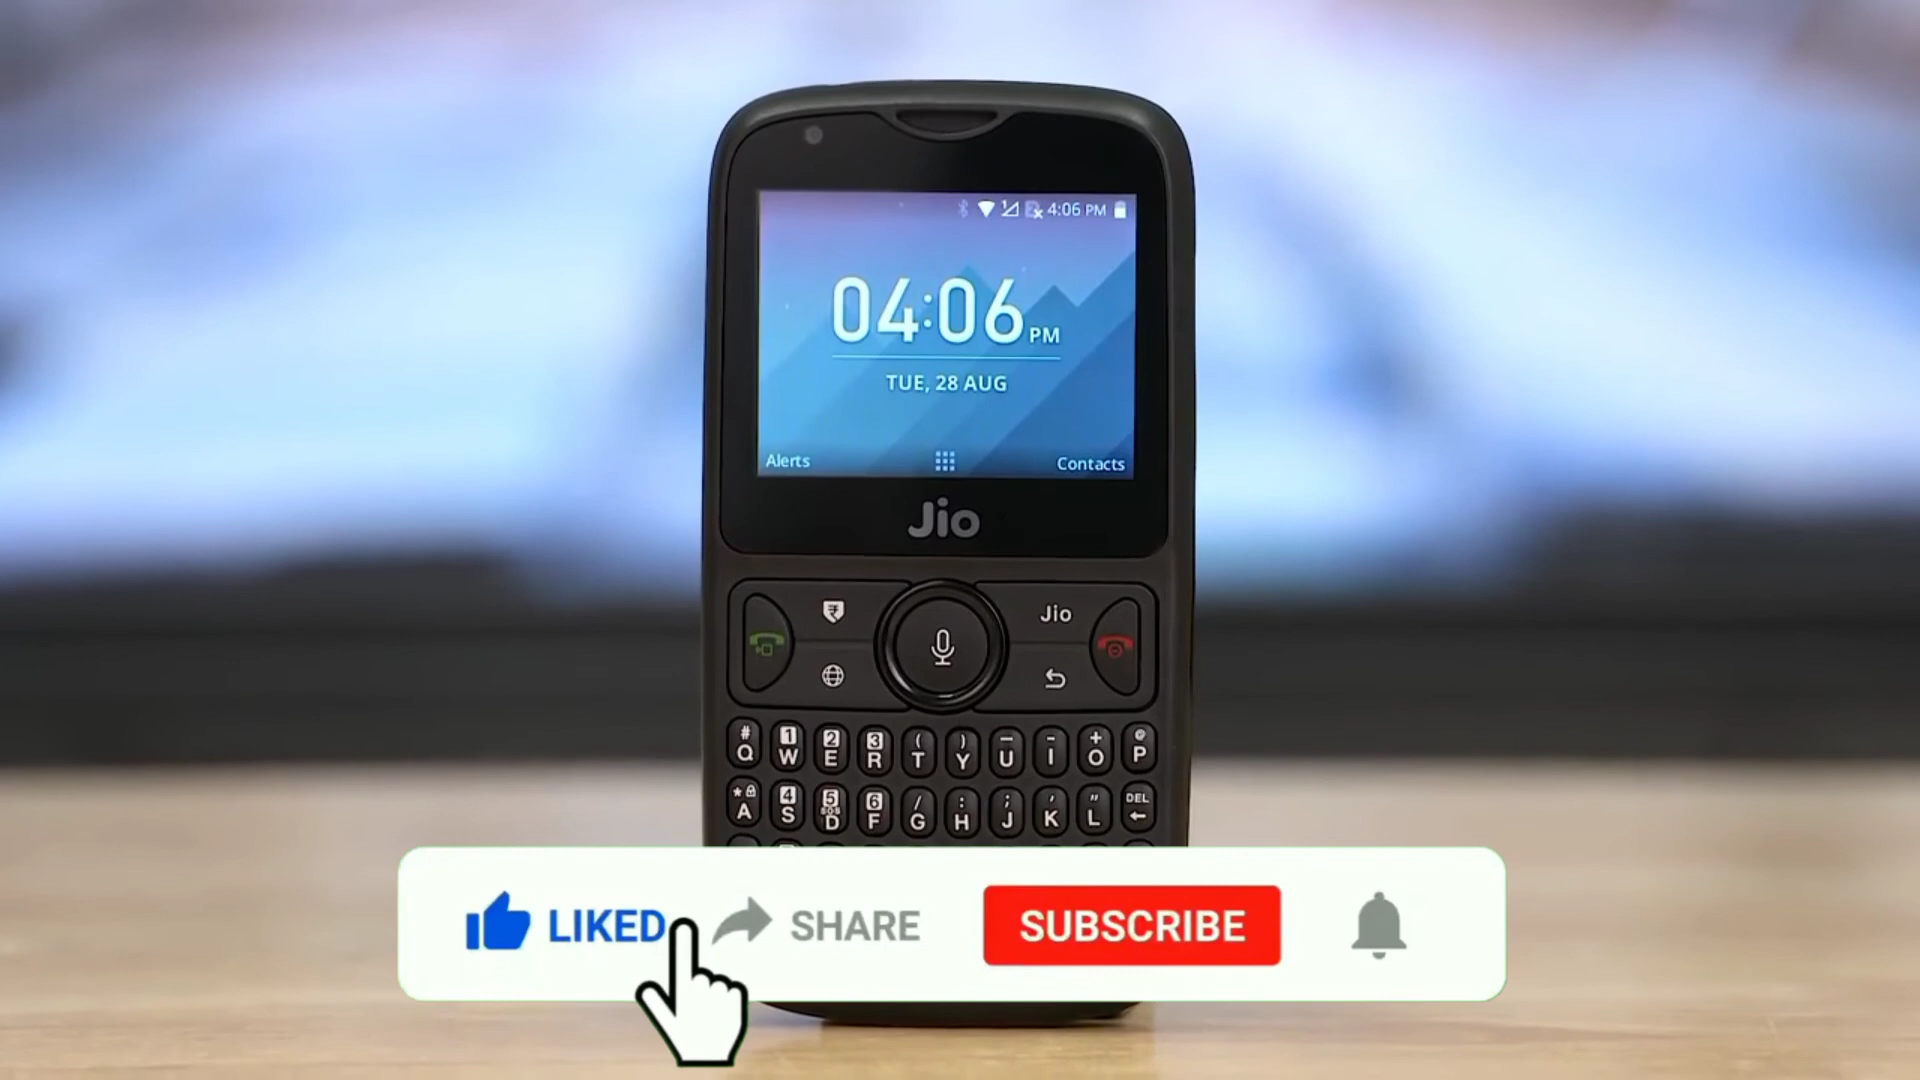 4:06 PM
04:06 PM
TUE, 28 AUG
Alerts
Contacts
Jio
₹
Jio
# 1 2 3 ( ) _ - + @
Q W E R T Y U I O P
* 4 5 6 / : ; ' " DEL
SOS
A S D F G H J K L ←
LIKED SHARE SUBSCRIBE